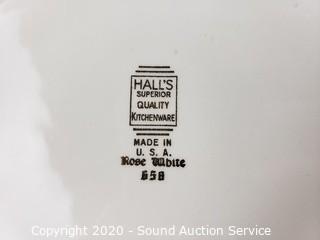 HALL'S
SUPERIOR
QUALITY
KITCHENWARE
MADE IN
U. S. A.
Rose White
658
Copyright 2020 - Sound Auction Service